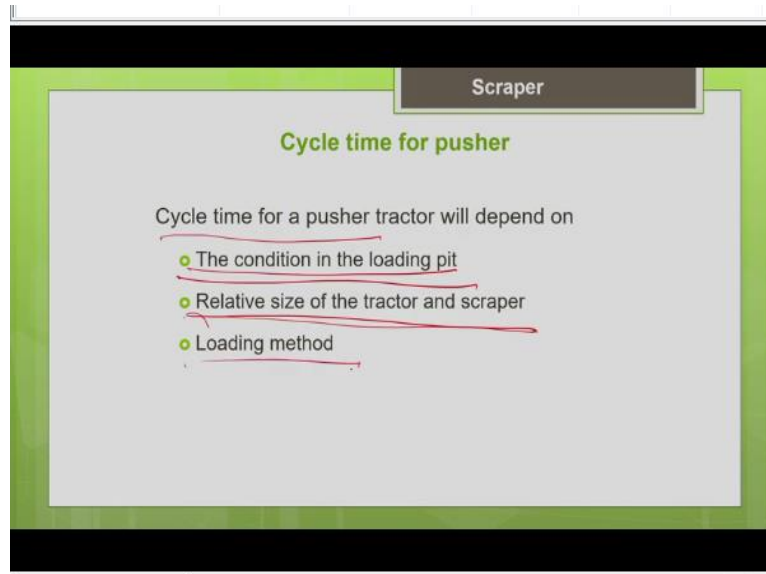 Scraper
Cycle time for pusher
Cycle time for a pusher tractor will depend on
The condition in the loading pit
Relative size of the tractor and scraper
Loading method